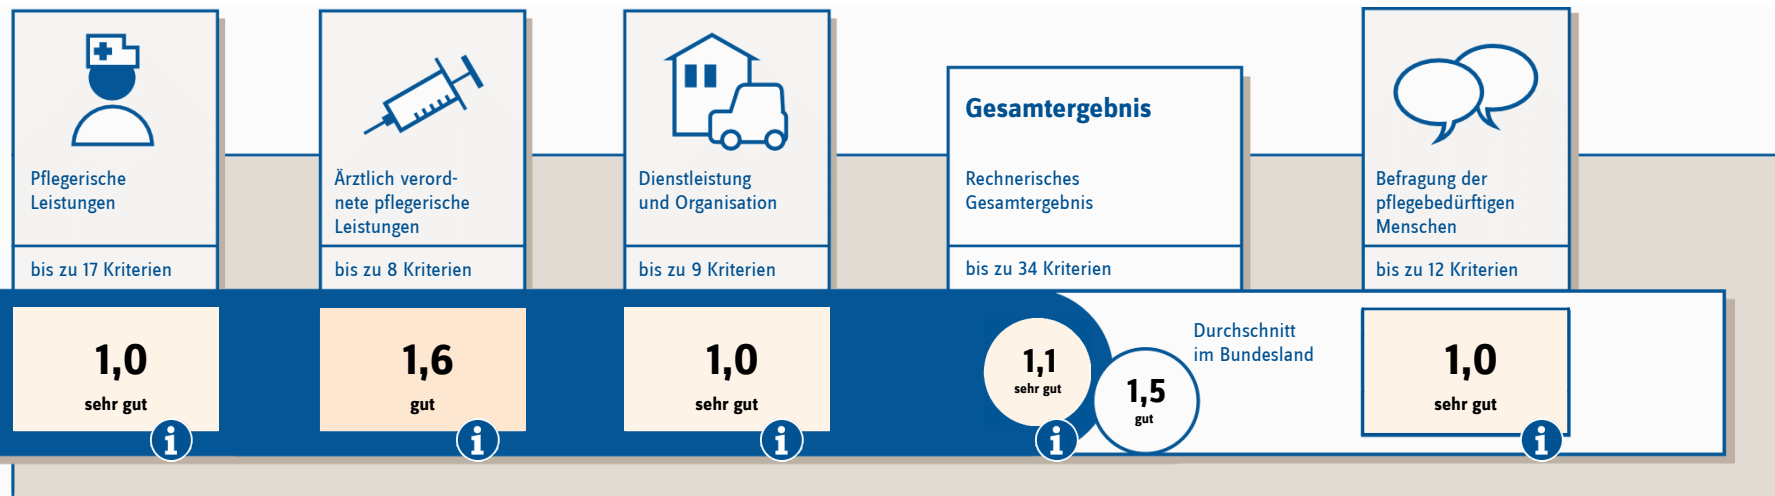 Pflegerische
Leistungen
bis zu 17 Kriterien
1,0
sehr gut
Ärztlich verord-
nete pflegerische
Leistungen
bis zu 8 Kriterien
1,6
gut
Dienstleistung
und Organisation
bis zu 9 Kriterien
1,0
sehr gut
Gesamtergebnis
Rechnerisches
Gesamtergebnis
bis zu 34 Kriterien
1,1
sehr gut
1,5
gut
Durchschnitt
im Bundesland
Befragung der
pflegebedürftigen
Menschen
bis zu 12 Kriterien
1,0
sehr gut